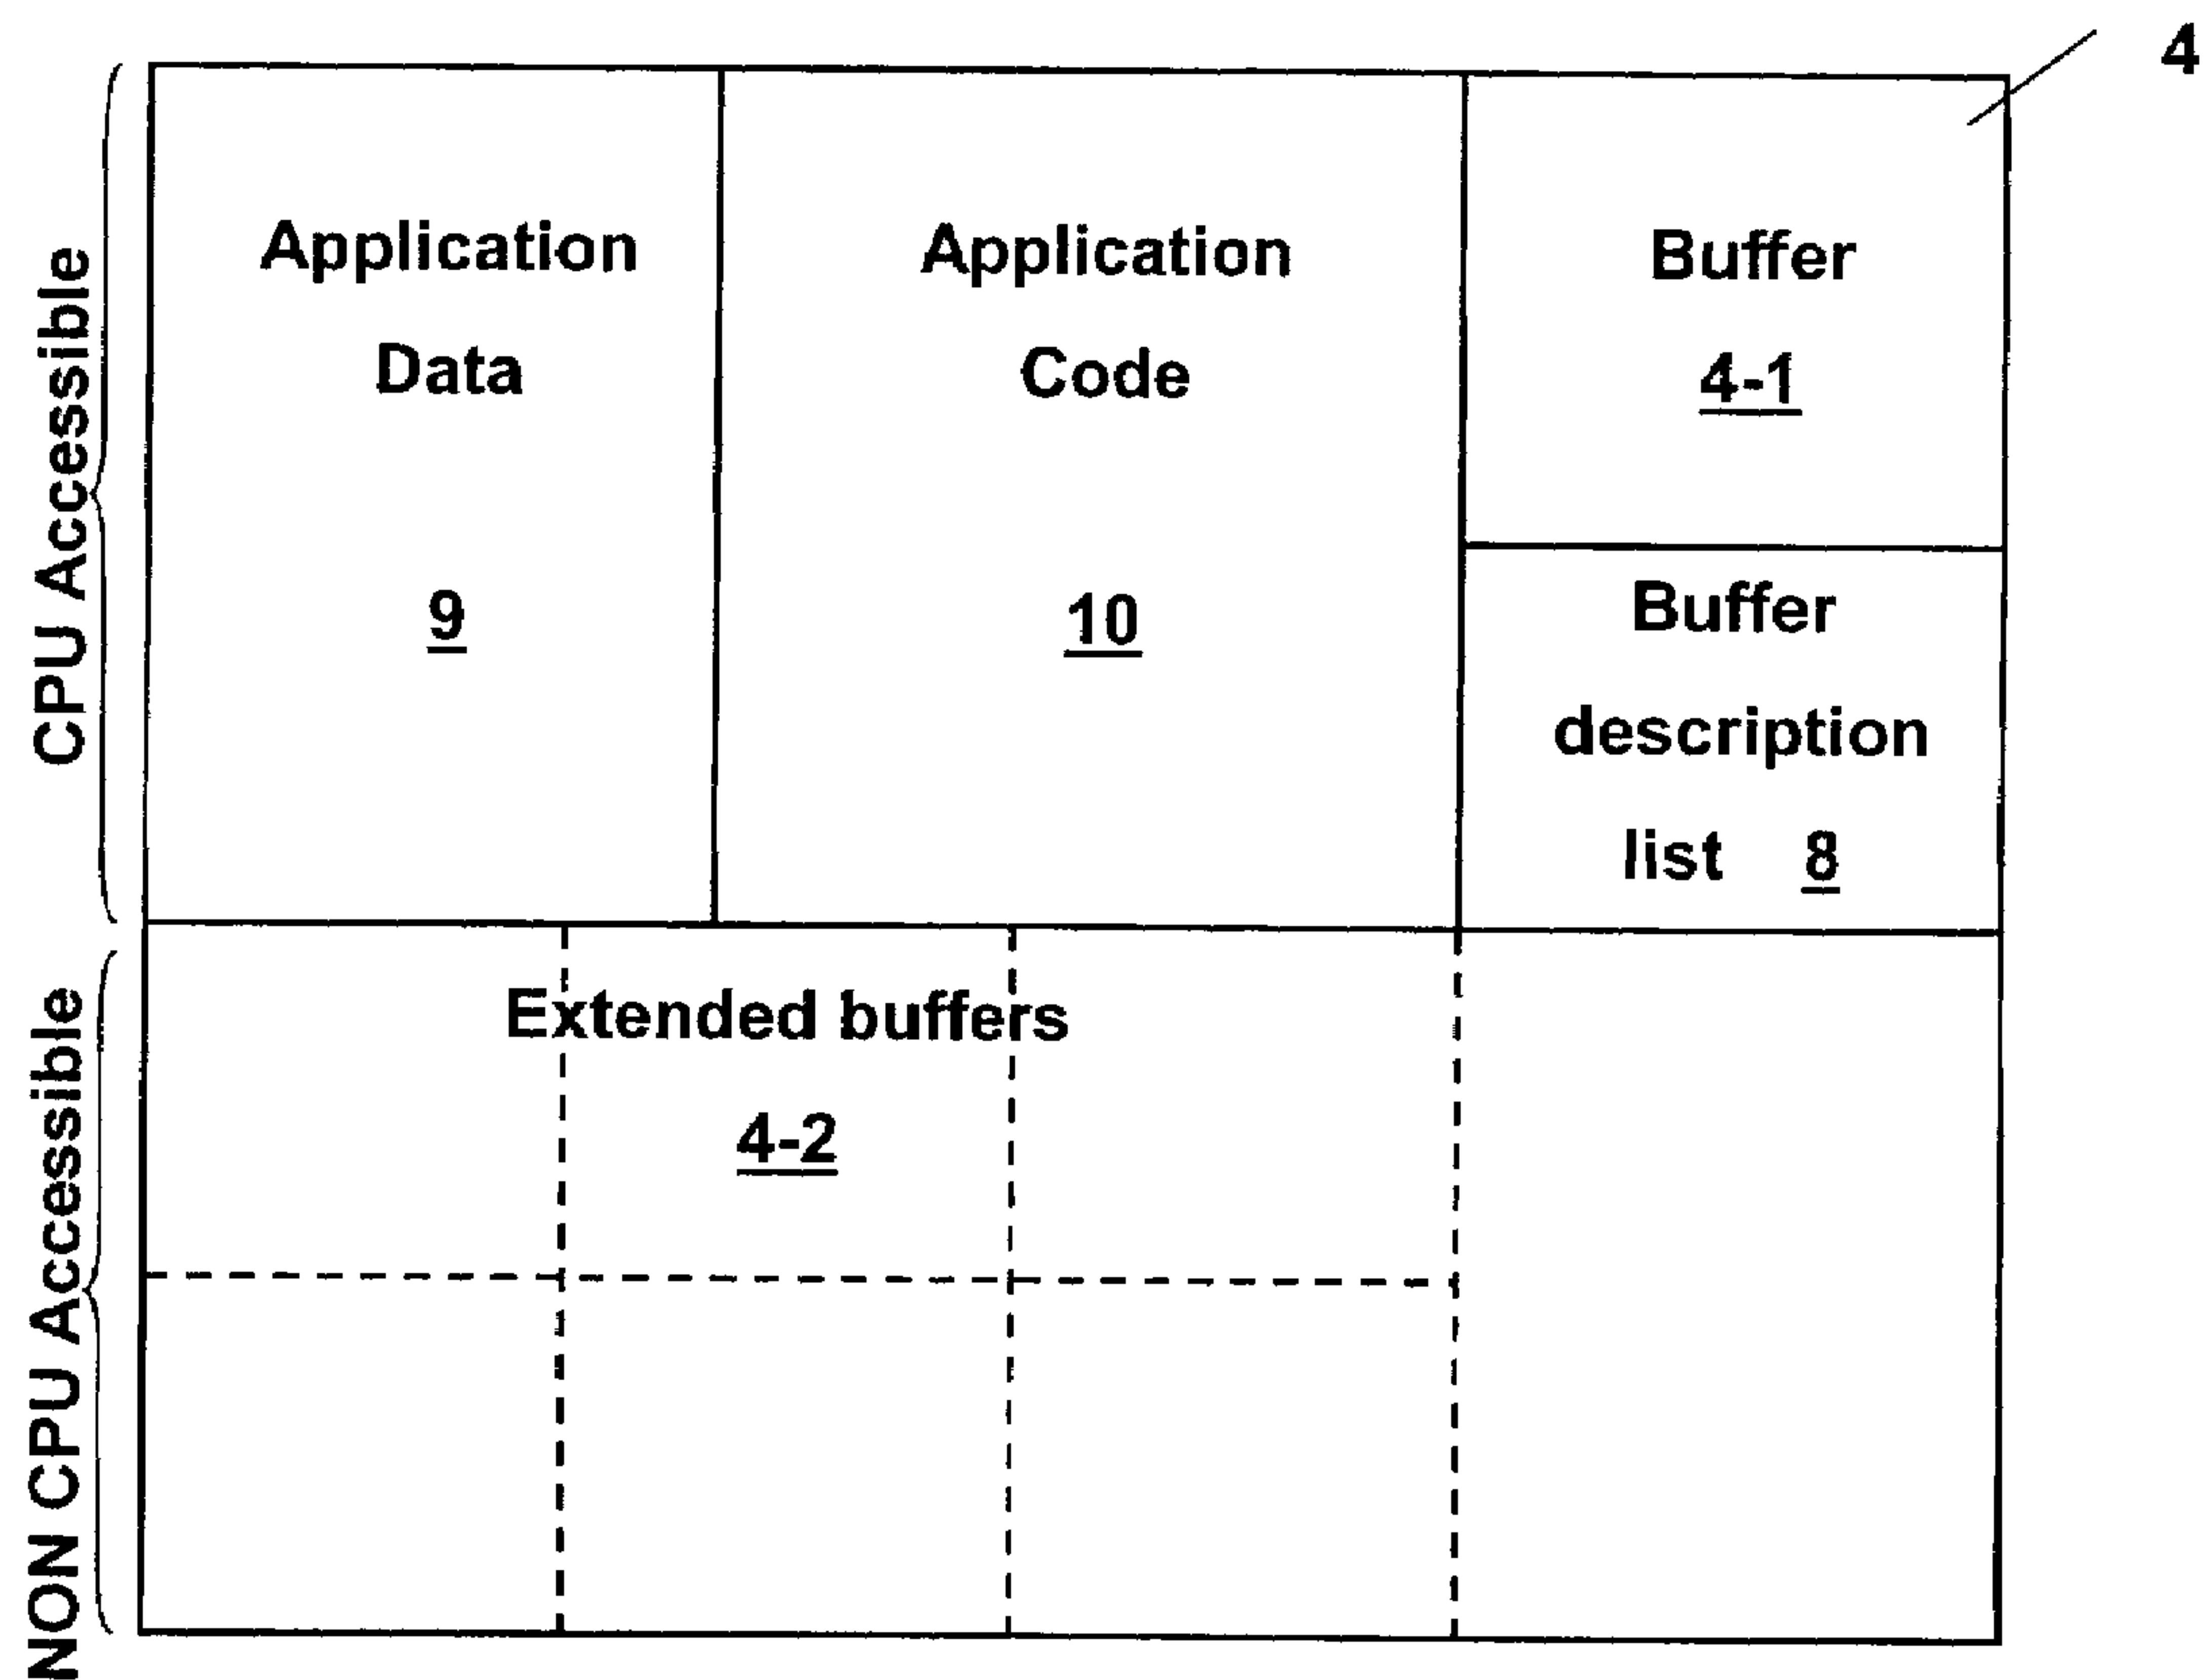 4
CPU Accessible
Application
Data
9
Application
Code
10
Buffer
4-1
Buffer
description
list 8
NON CPU Accessible
Extended buffers
4-2